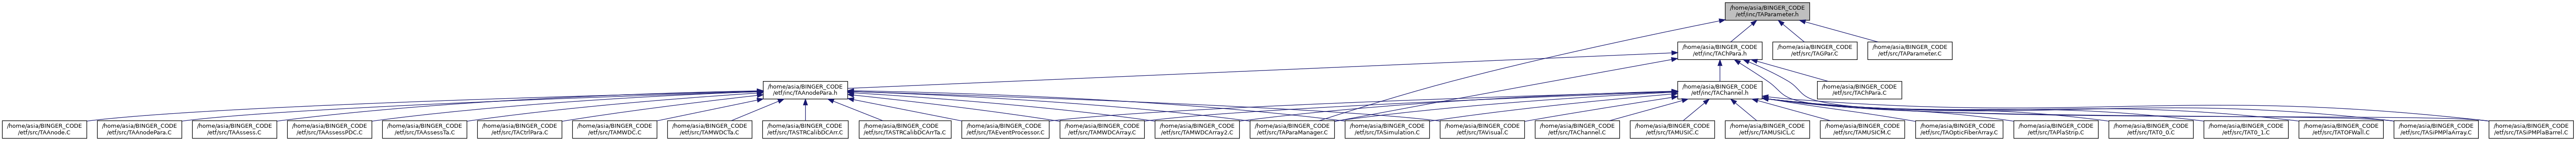 /home/asia/BINGER_CODE
/etf/inc/TAParameter.h
/home/asia/BINGER_CODE
/etf/inc/TAChPara.h
/home/asia/BINGER_CODE
/etf/src/TAGPar.C
/home/asia/BINGER_CODE
/etf/src/TAParameter.C
/home/asia/BINGER_CODE
/etf/inc/TAAnodePara.h
/home/asia/BINGER_CODE
/etf/inc/TAChannel.h
/home/asia/BINGER_CODE
/etf/src/TAChPara.C
/home/asia/BINGER_CODE
/etf/src/TAAnode.C
/home/asia/BINGER_CODE
/etf/src/TAAnodePara.C
/home/asia/BINGER_CODE
/etf/src/TAAssess.C
/home/asia/BINGER_CODE
/etf/src/TAAssessPDC.C
/home/asia/BINGER_CODE
/etf/src/TAAssessTa.C
/home/asia/BINGER_CODE
/etf/src/TACtrlPara.C
/home/asia/BINGER_CODE
/etf/src/TAMWDC.C
/home/asia/BINGER_CODE
/etf/src/TAMWDCTa.C
/home/asia/BINGER_CODE
/etf/src/TASTRCalibDCArr.C
/home/asia/BINGER_CODE
/etf/src/TASTRCalibDCArrTa.C
/home/asia/BINGER_CODE
/etf/src/TAEventProcessor.C
/home/asia/BINGER_CODE
/etf/src/TAMWDCArray.C
/home/asia/BINGER_CODE
/etf/src/TAMWDCArray2.C
/home/asia/BINGER_CODE
/etf/src/TAParaManager.C
/home/asia/BINGER_CODE
/etf/src/TASimulation.C
/home/asia/BINGER_CODE
/etf/src/TAVisual.C
/home/asia/BINGER_CODE
/etf/src/TAChannel.C
/home/asia/BINGER_CODE
/etf/src/TAMUSIC.C
/home/asia/BINGER_CODE
/etf/src/TAMUSICL.C
/home/asia/BINGER_CODE
/etf/src/TAMUSICM.C
/home/asia/BINGER_CODE
/etf/src/TAOpticFiberArray.C
/home/asia/BINGER_CODE
/etf/src/TAPlaStrip.C
/home/asia/BINGER_CODE
/etf/src/TAT0_0.C
/home/asia/BINGER_CODE
/etf/src/TAT0_1.C
/home/asia/BINGER_CODE
/etf/src/TATOFWall.C
/home/asia/BINGER_CODE
/etf/src/TASiPMPlaArray.C
/home/asia/BINGER_CODE
/etf/src/TASiPMPlaBarrel.C